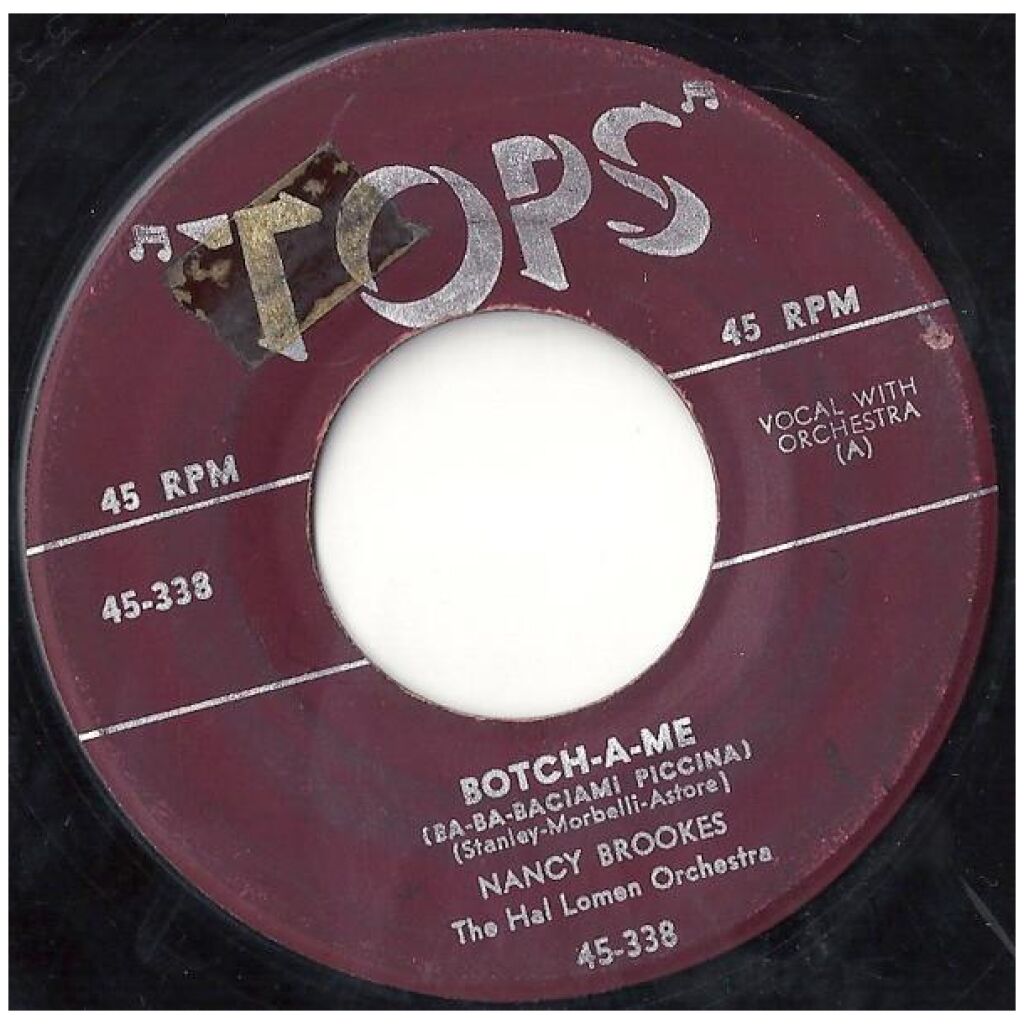 TOPS
45 RPM
VOCAL WITH
ORCHESTRA
(A)
45 RPM
45-338
BOTCH-A-ME
(BA-BA-BACIAMI PICCINA)
(Stanley-Morbelli-Astore)
NANCY BROOKES
The Hal Lomen Orchestra
45-338